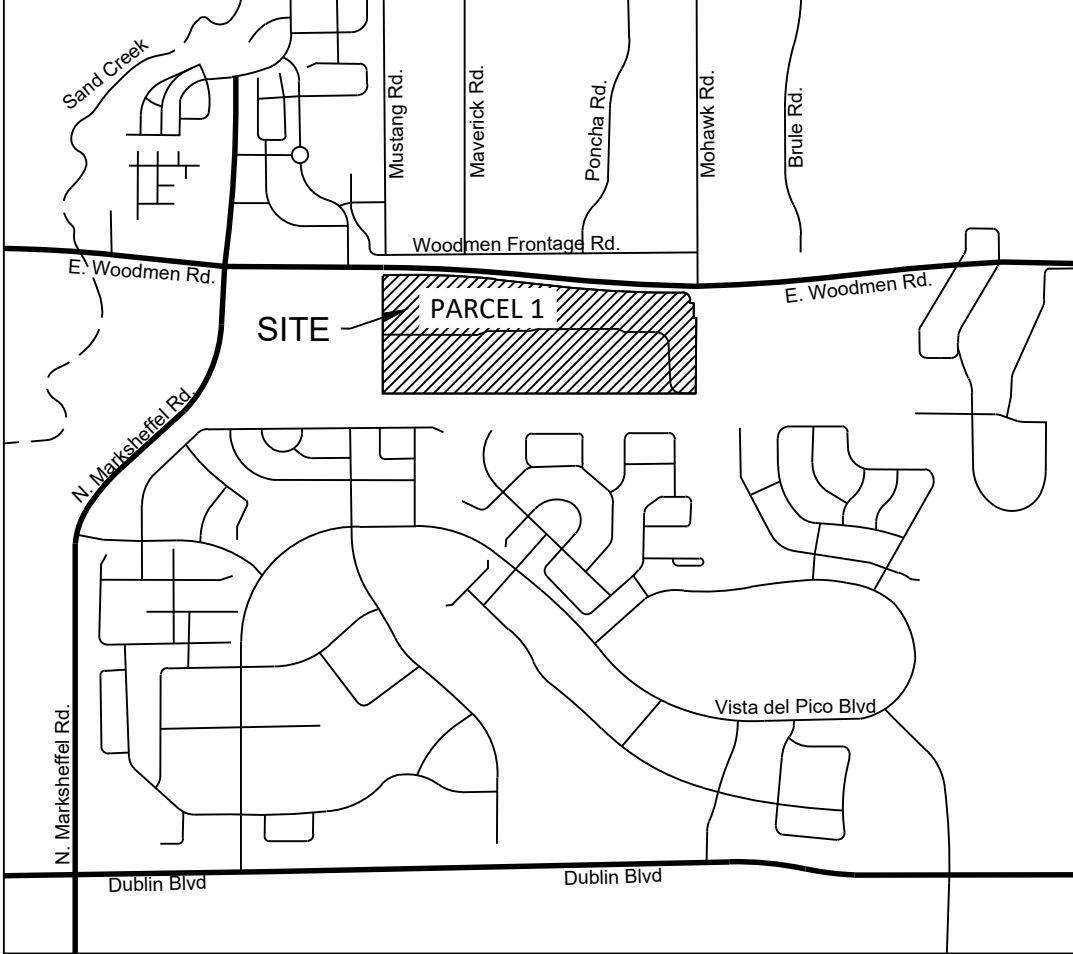 Sand Creek
Mustang Rd.
Maverick Rd.
Poncha Rd.
Mohawk Rd.
Brule Rd.
Woodmen Frontage Rd.
E. Woodmen Rd.
E. Woodmen Rd.
PARCEL 1
SITE
N. Marksheffel Rd.
Vista del Pico Blvd
N. Marksheffel Rd.
Dublin Blvd
Dublin Blvd